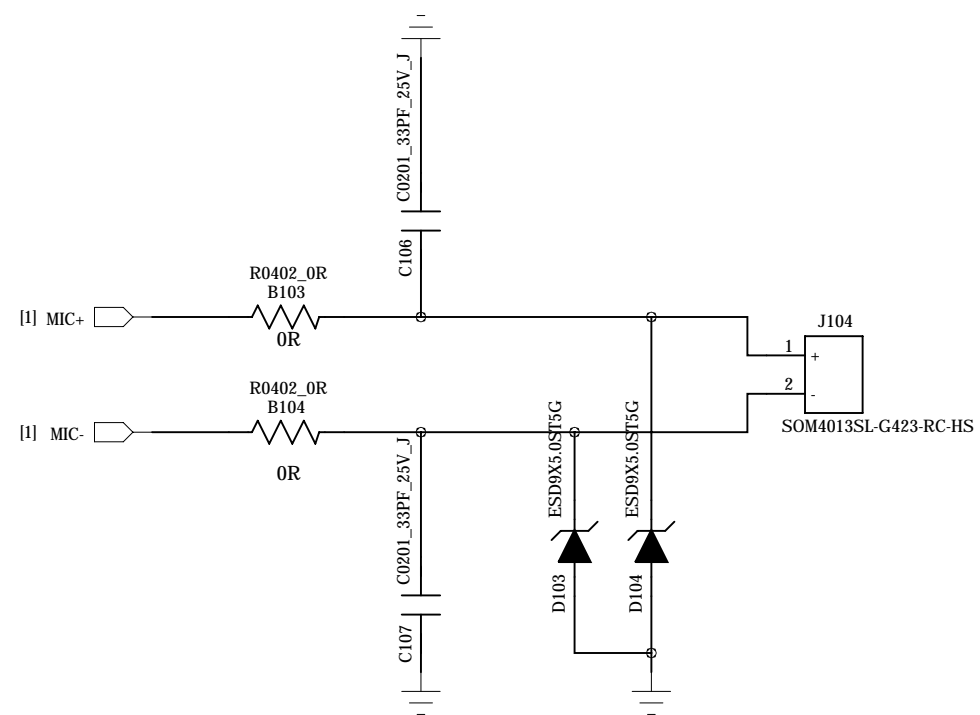 C0201_33PF_25V_J
C106
R0402_0R
B103
0R
[1] MIC+
J104
1
+
2
-
SOM4013SL-G423-RC-HS
R0402_0R
B104
0R
[1] MIC-
C0201_33PF_25V_J
C107
ESD9X5.0ST5G
D103
ESD9X5.0ST5G
D104